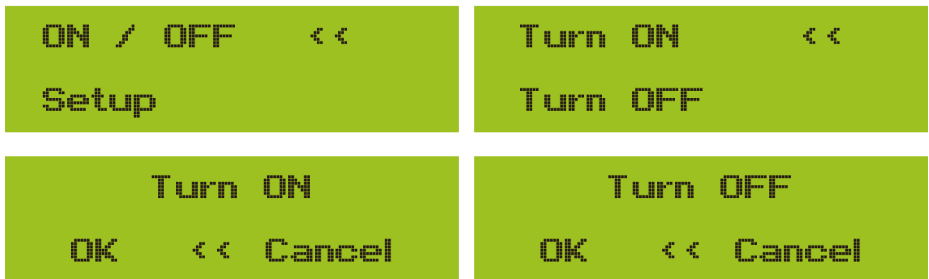 ON / OFF <<
Setup
Turn ON <<
Turn OFF
Turn ON
OK << Cancel
Turn OFF
OK << Cancel